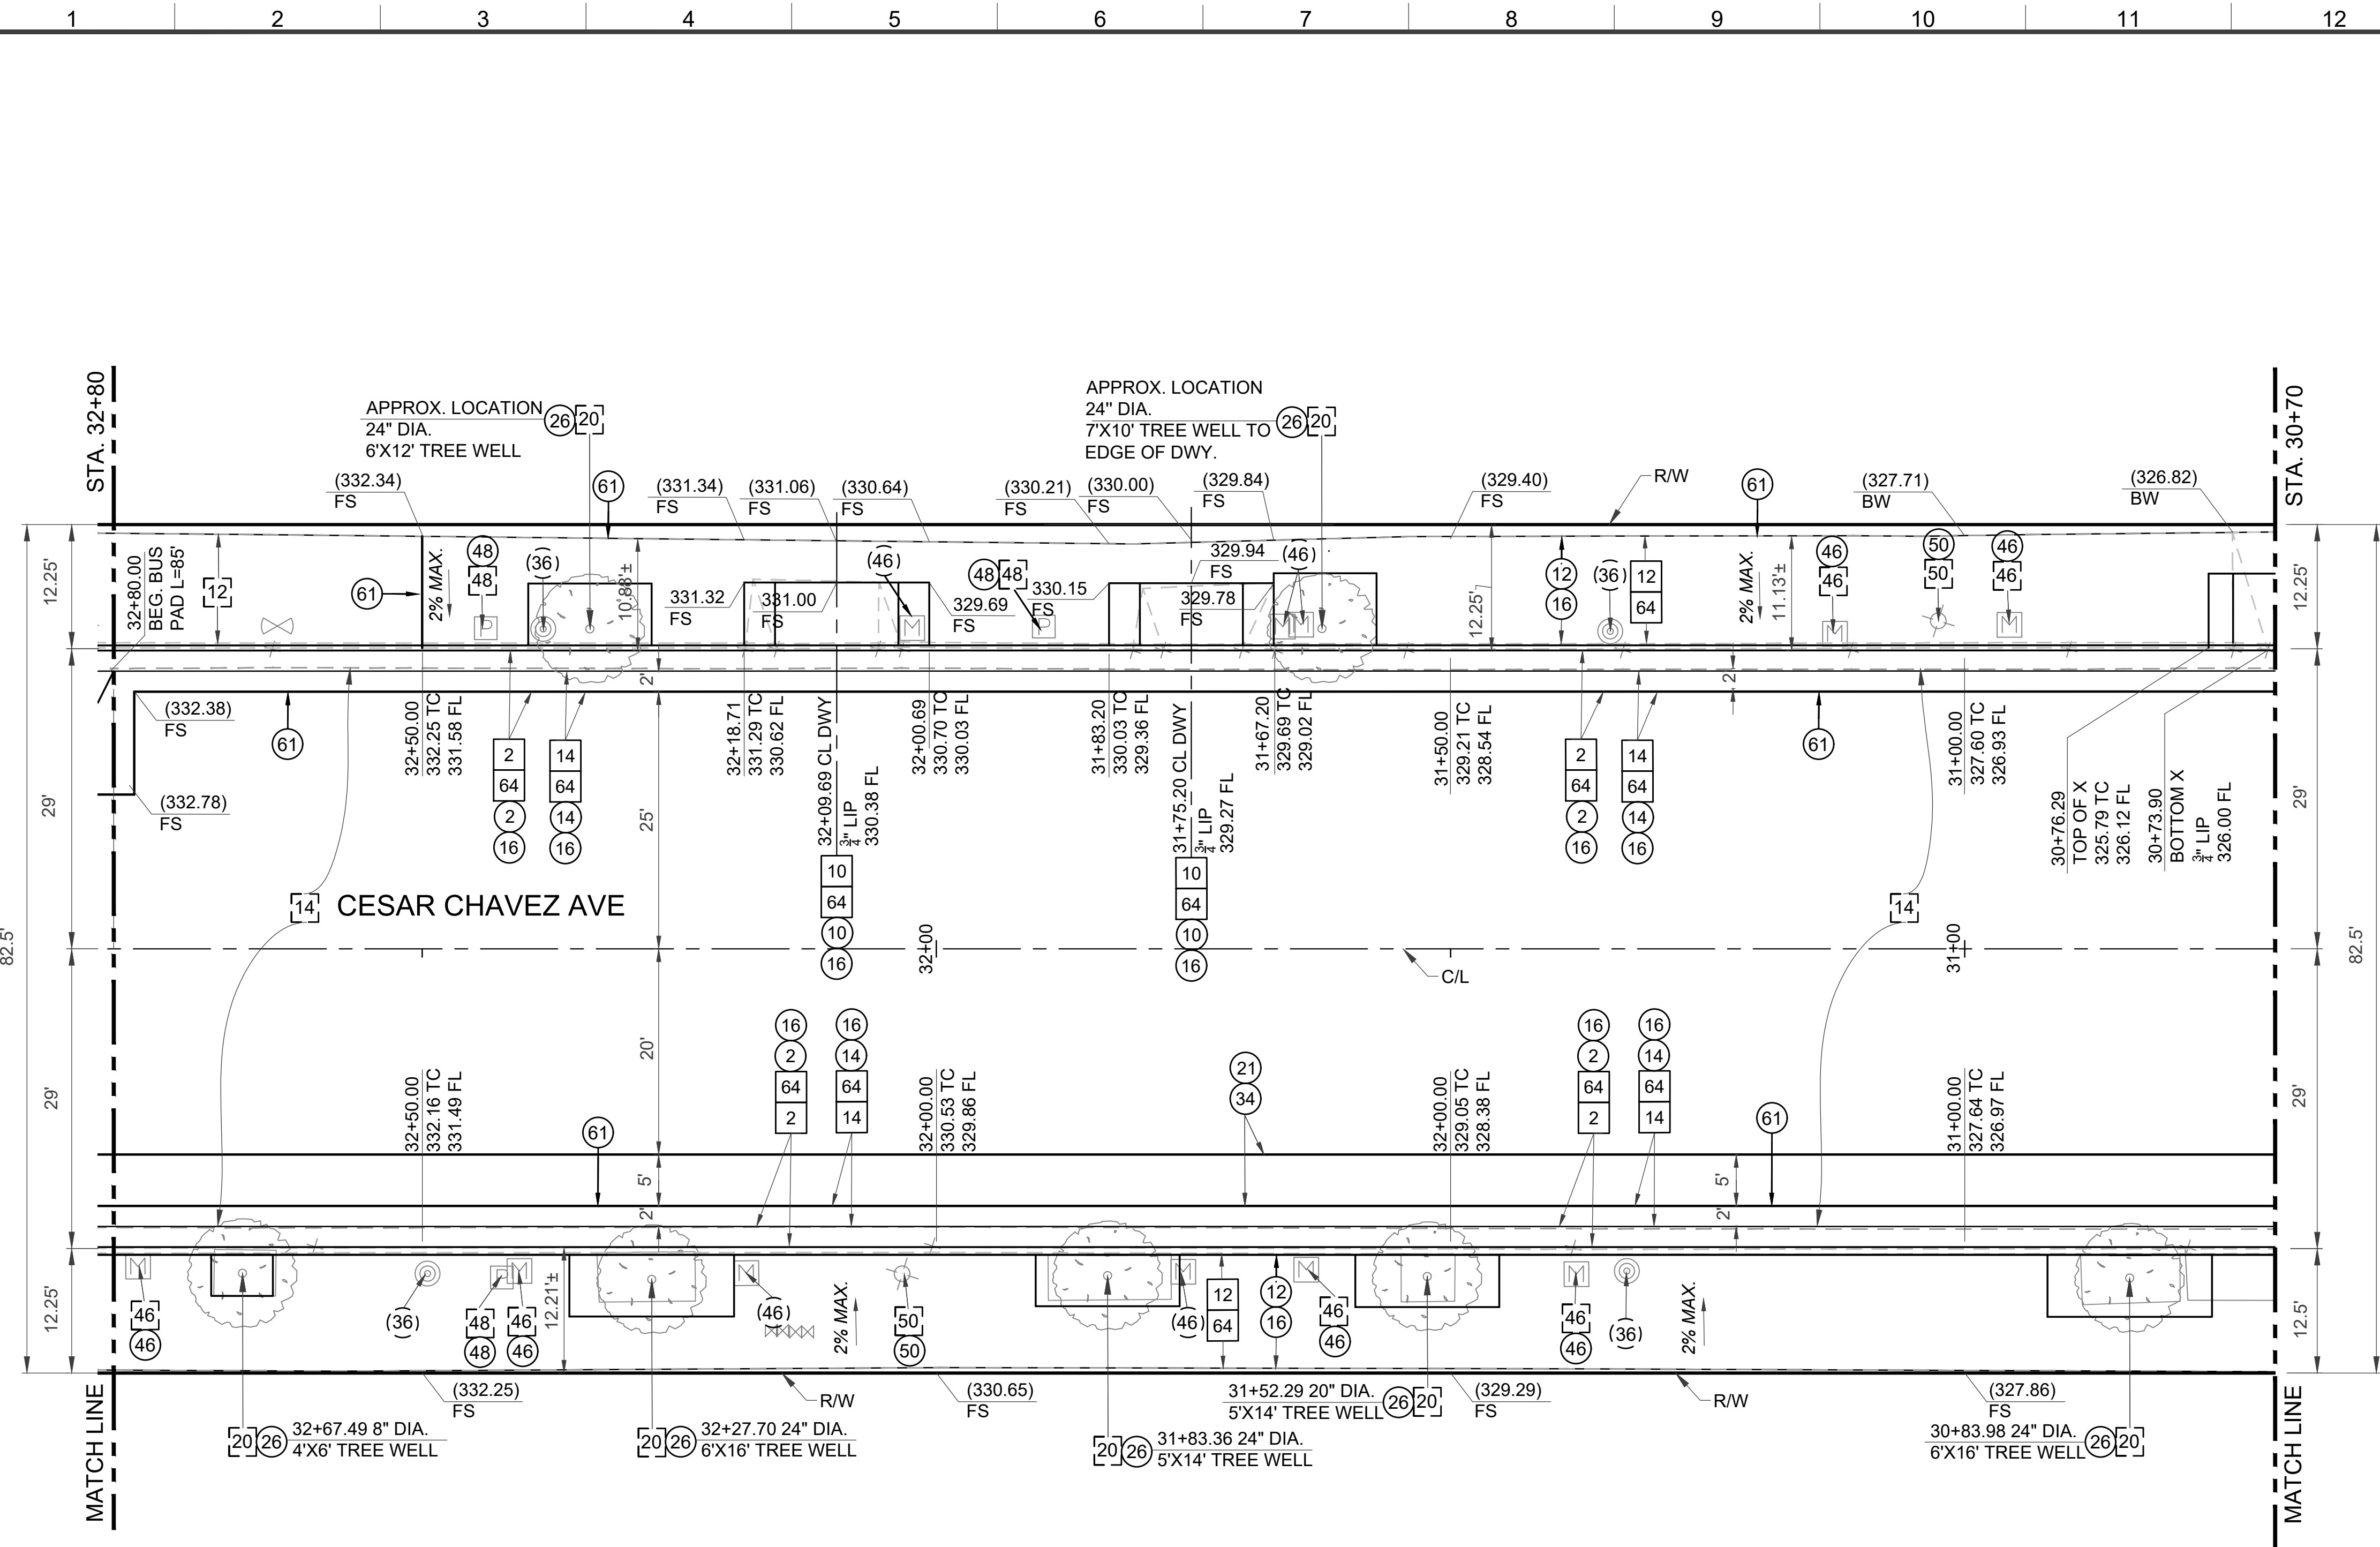 1 2 3 4 5 6 7 8 9 10 11 12
STA. 32+80
STA. 30+70
APPROX. LOCATION
24" DIA.
6'X12' TREE WELL
26 20
APPROX. LOCATION
24" DIA.
7'X10' TREE WELL TO
EDGE OF DWY.
26 20
(332.34)
FS
61
(331.34)
FS
(331.06)
FS
(330.64)
FS
(330.21)
FS
(330.00)
FS
(329.84)
FS
(329.40)
FS
R/W
61
(327.71)
BW
(326.82)
BW
12.25'
32+80.00
BEG. BUS
PAD L=85'
12
61
2% MAX.
48
48
(36)
10.88'±
331.32
FS
331.00
FS
(46)
329.69
FS
48 48
330.15
FS
329.94
FS
329.78
FS
(46)
12.25'
12
16
(36)
12
64
2% MAX.
11.13'±
46
46
50
50
46
46
12.25'
2'
2'
(332.38)
FS
(332.78)
FS
61
32+50.00
332.25 TC
331.58 FL
2
64
2
16
14
64
14
16
32+18.71
331.29 TC
330.62 FL
32+09.69 CL DWY
3/4" LIP
330.38 FL
32+00.69
330.70 TC
330.03 FL
31+83.20
330.03 TC
329.36 FL
31+75.20 CL DWY
3/4" LIP
329.27 FL
31+67.20
329.69 TC
329.02 FL
31+50.00
329.21 TC
328.54 FL
2
64
2
16
14
64
14
16
61
31+00.00
327.60 TC
326.93 FL
30+76.29
TOP OF X
325.79 TC
326.12 FL
30+73.90
BOTTOM X
3/4" LIP
326.00 FL
29'
25'
29'
10
64
10
16
10
64
10
16
14
CESAR CHAVEZ AVE
14
82.5'
32+00
31+00
C/L
82.5'
29'
20'
29'
32+50.00
332.16 TC
331.49 FL
61
16
2
64
2
16
14
64
14
32+00.00
330.53 TC
329.86 FL
21
34
32+00.00
329.05 TC
328.38 FL
16
2
64
2
16
14
64
14
61
31+00.00
327.64 TC
326.97 FL
5'
2'
5'
2'
12.25'
46
46
(36)
48
48
46
46
12.21'±
(46)
2% MAX.
50
50
(46)
12
64
12
16
46
46
46
46
(36)
2% MAX.
12.5'
(332.25)
FS
R/W
(330.65)
FS
31+52.29 20" DIA.
5'X14' TREE WELL
26 20
(329.29)
FS
R/W
(327.86)
FS
20 26
32+67.49 8" DIA.
4'X6' TREE WELL
20 26
32+27.70 24" DIA.
6'X16' TREE WELL
20 26
31+83.36 24" DIA.
5'X14' TREE WELL
30+83.98 24" DIA.
6'X16' TREE WELL
26 20
MATCH LINE
MATCH LINE